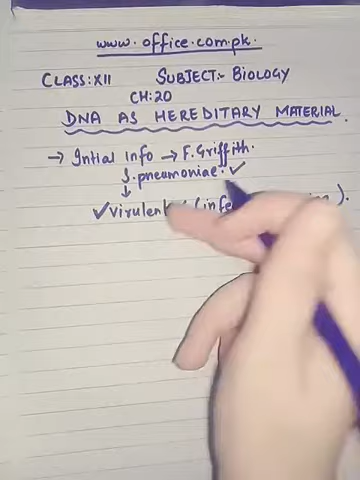 www.office.com.pk.
CLASS:XII SUBJECT:- BIOLOGY
CH:20
DNA AS HEREDITARY MATERIAL.
→ Intial info → F.Griffith.
S.pneumoniae. ✓
↓
✓ Virulent (infe